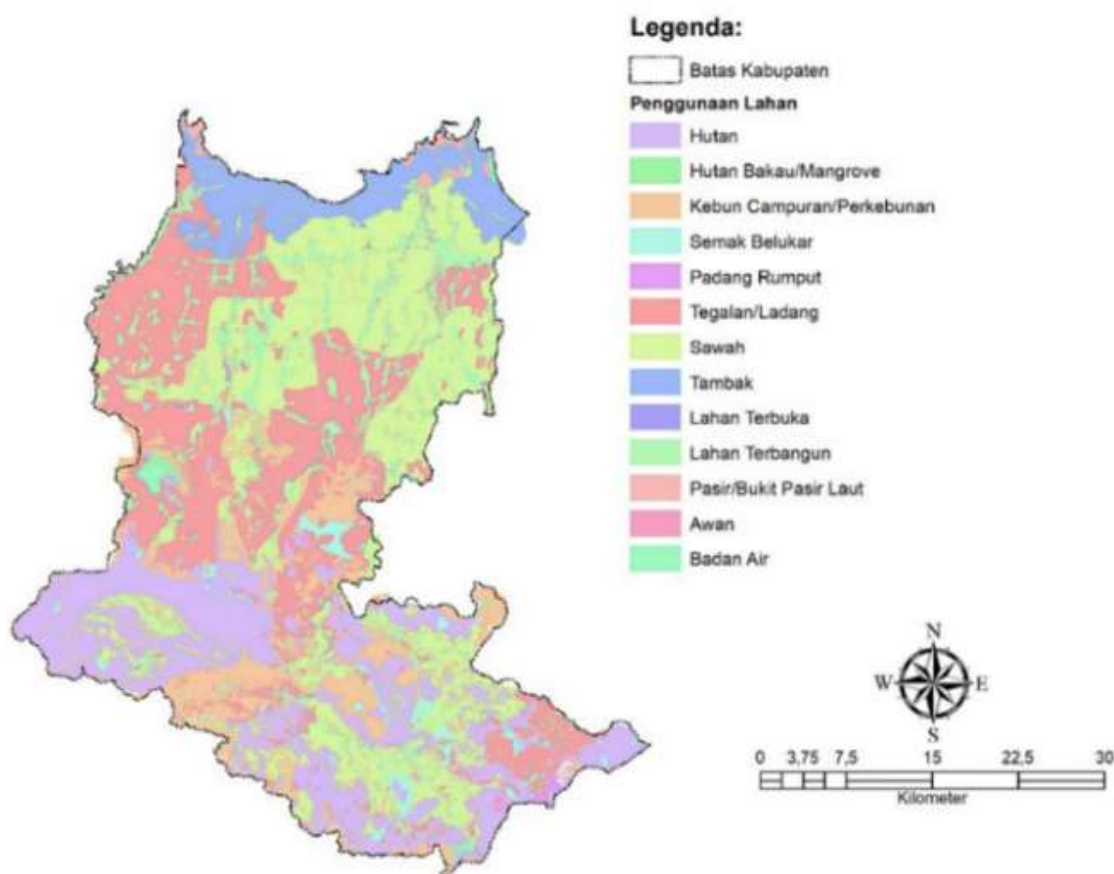 Legenda:
Batas Kabupaten
Penggunaan Lahan
Hutan
Hutan Bakau/Mangrove
Kebun Campuran/Perkebunan
Semak Belukar
Padang Rumput
Tegalan/Ladang
Sawah
Tambak
Lahan Terbuka
Lahan Terbangun
Pasir/Bukit Pasir Laut
Awan
Badan Air
N
W E
S
0 3,75 7,5 15 22,5 30
Kilometer